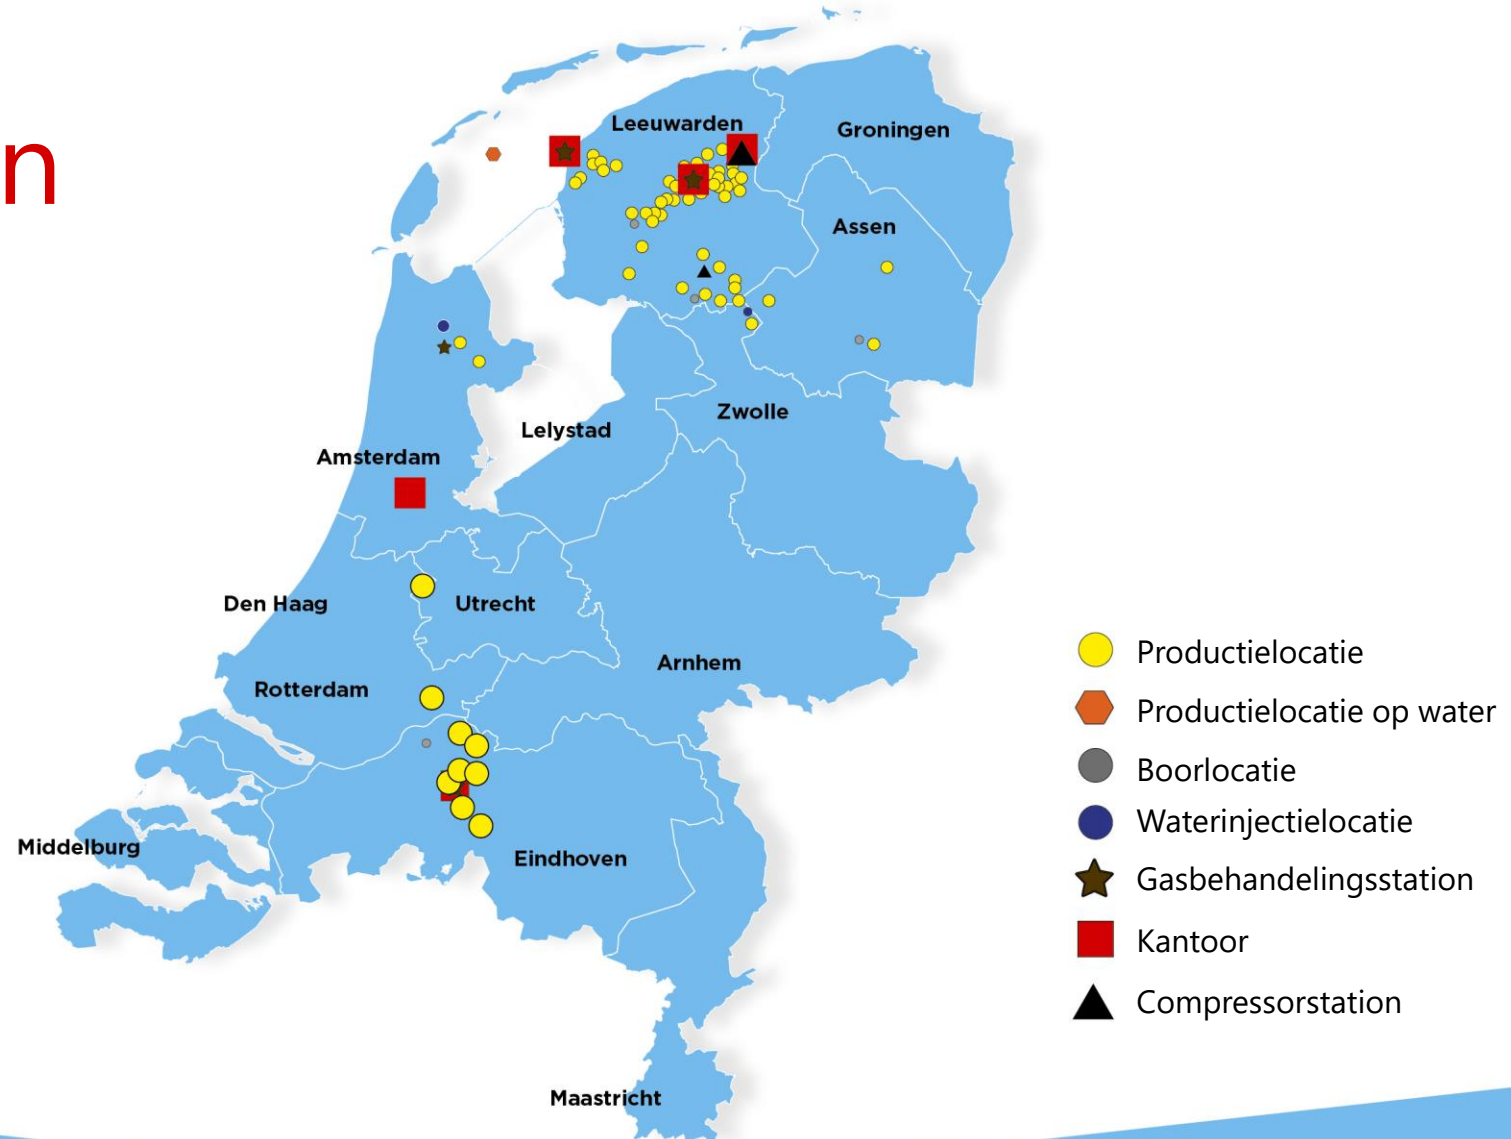 n
Leeuwarden
Groningen
Assen
Zwolle
Lelystad
Amsterdam
Den Haag
Utrecht
Arnhem
Rotterdam
Middelburg
Eindhoven
Maastricht
Productielocatie
Productielocatie op water
Boorlocatie
Waterinjectielocatie
Gasbehandelingsstation
Kantoor
Compressorstation